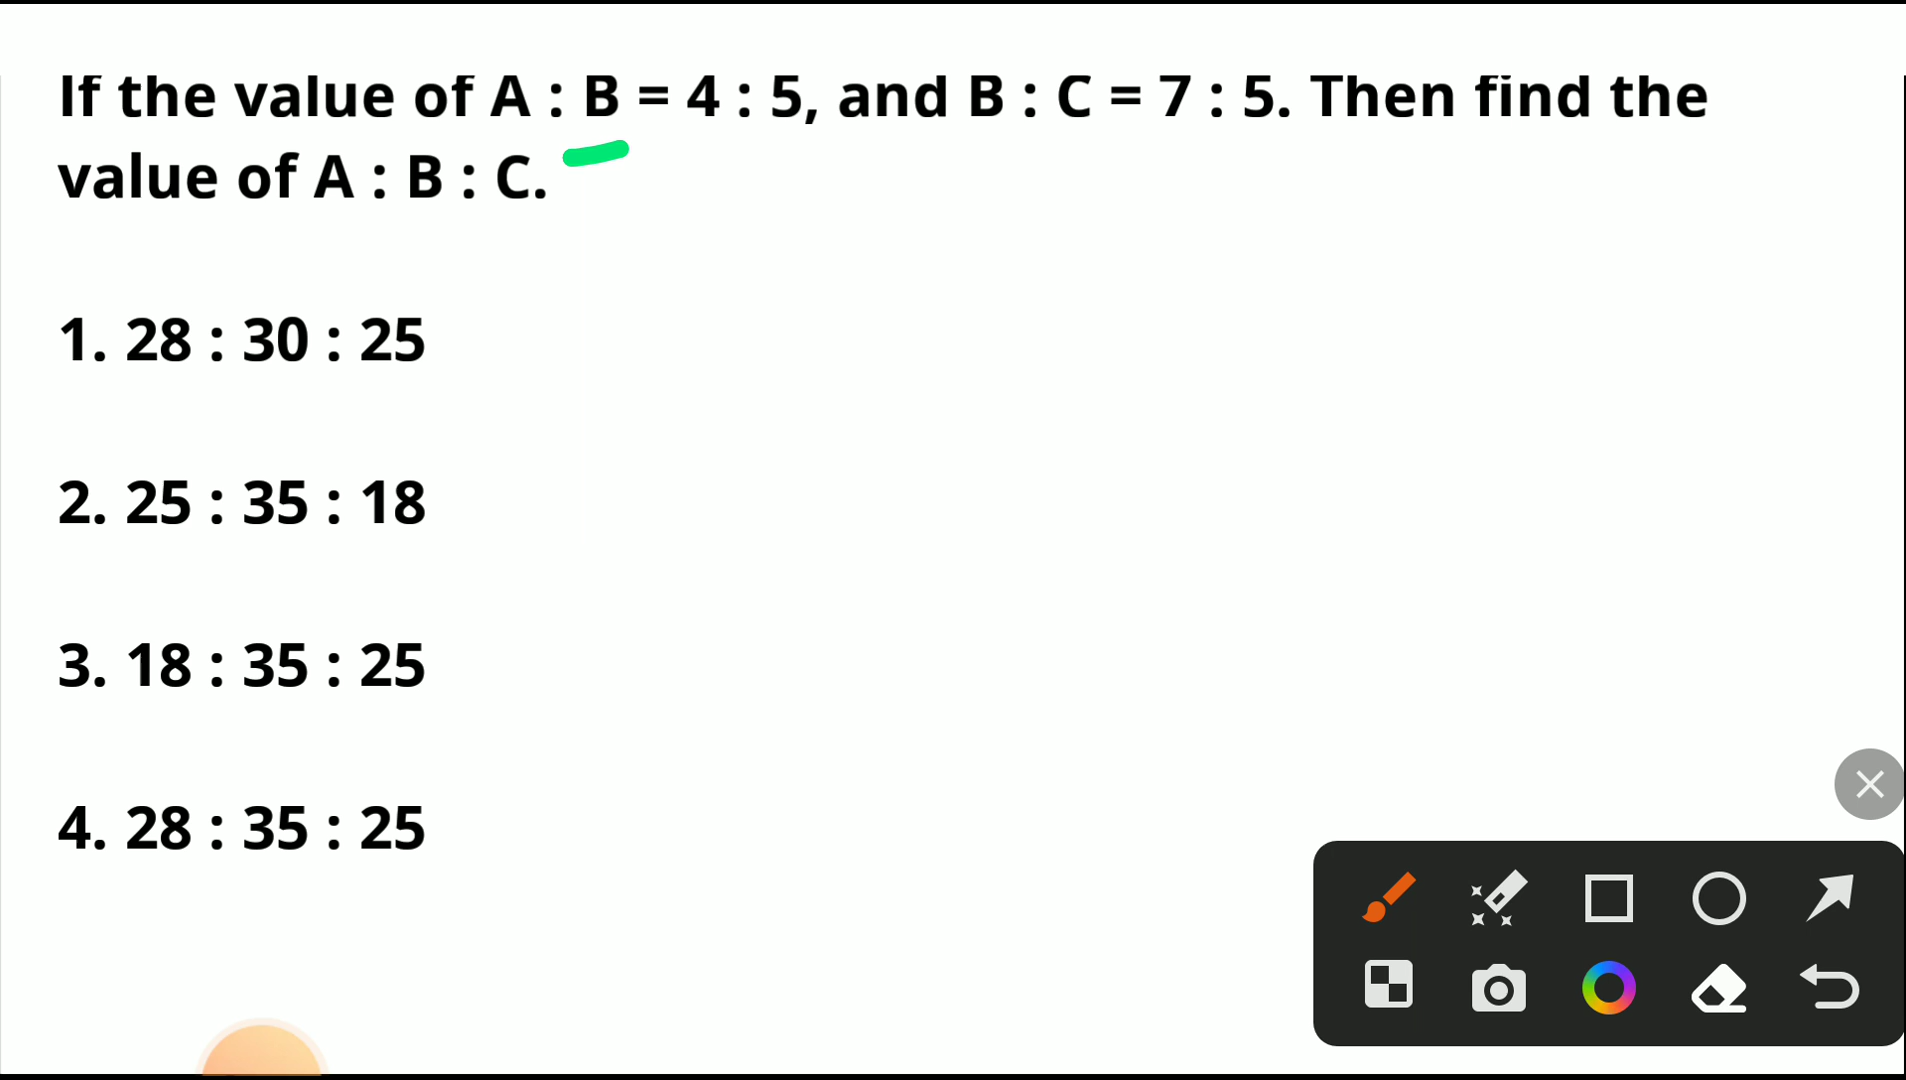 If the value of A : B = 4 : 5, and B : C = 7 : 5. Then find the
value of A : B : C.
1. 28 : 30 : 25
2. 25 : 35 : 18
3. 18 : 35 : 25
4. 28 : 35 : 25